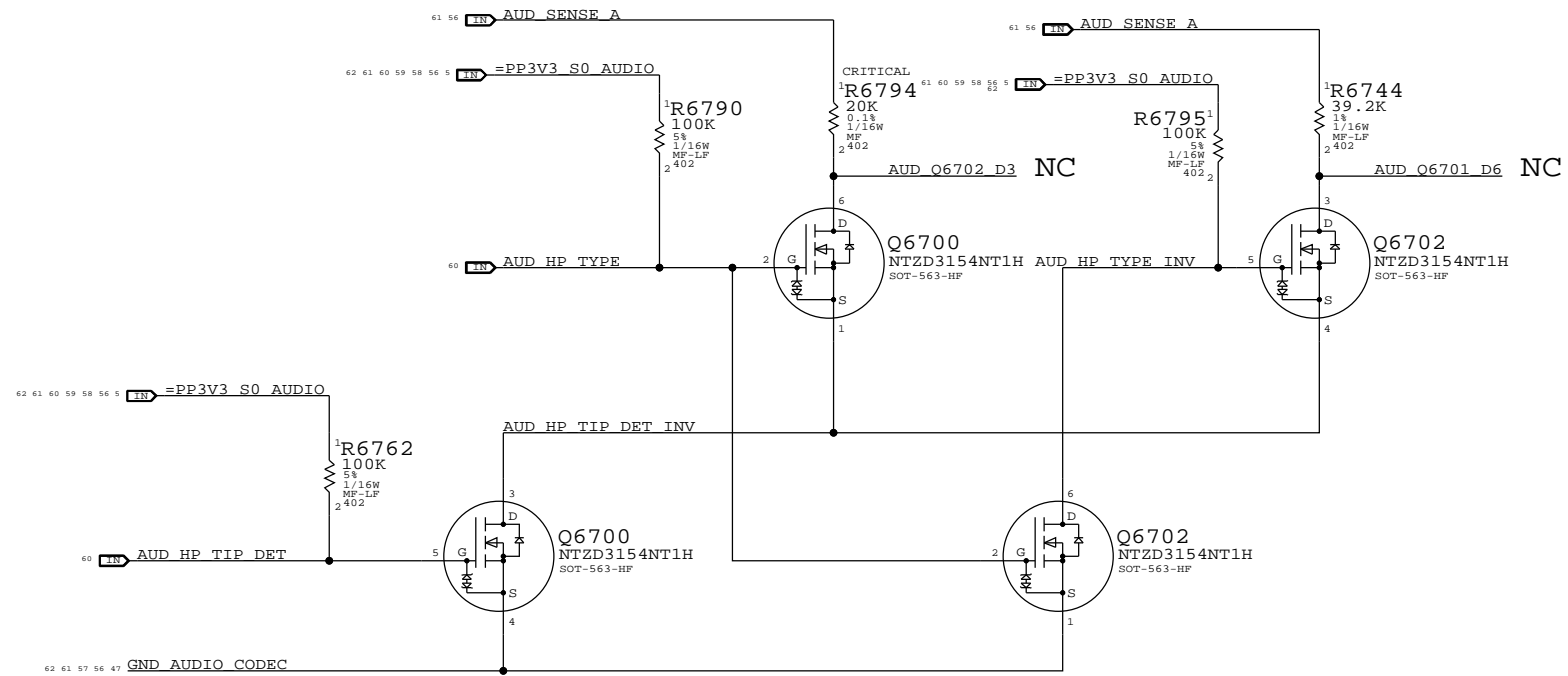 61 56 IN AUD_SENSE_A
61 56 IN AUD_SENSE_A
62 61 60 59 58 56 5 IN =PP3V3_S0_AUDIO
1
R6790
100K
5%
1/16W
MF-LF
402
2
CRITICAL
1
R6794
20K
0.1%
1/16W
MF
402
2
61 60 59 58 56 5
62
IN =PP3V3_S0_AUDIO
R6795
1
100K
5%
1/16W
MF-LF
402
2
1
R6744
39.2K
1%
1/16W
MF-LF
402
2
AUD_Q6702_D3 NC
AUD_Q6701_D6 NC
60 IN AUD_HP_TYPE
6
D
2
G
S
1
Q6700
NTZD3154NT1H
SOT-563-HF
AUD_HP_TYPE_INV
3
D
5
G
S
4
Q6702
NTZD3154NT1H
SOT-563-HF
62 61 60 59 58 56 5 IN =PP3V3_S0_AUDIO
1
R6762
100K
5%
1/16W
MF-LF
402
2
AUD_HP_TIP_DET_INV
60 IN AUD_HP_TIP_DET
3
D
5
G
S
4
Q6700
NTZD3154NT1H
SOT-563-HF
6
D
2
G
S
1
Q6702
NTZD3154NT1H
SOT-563-HF
62 61 57 56 47 GND_AUDIO_CODEC